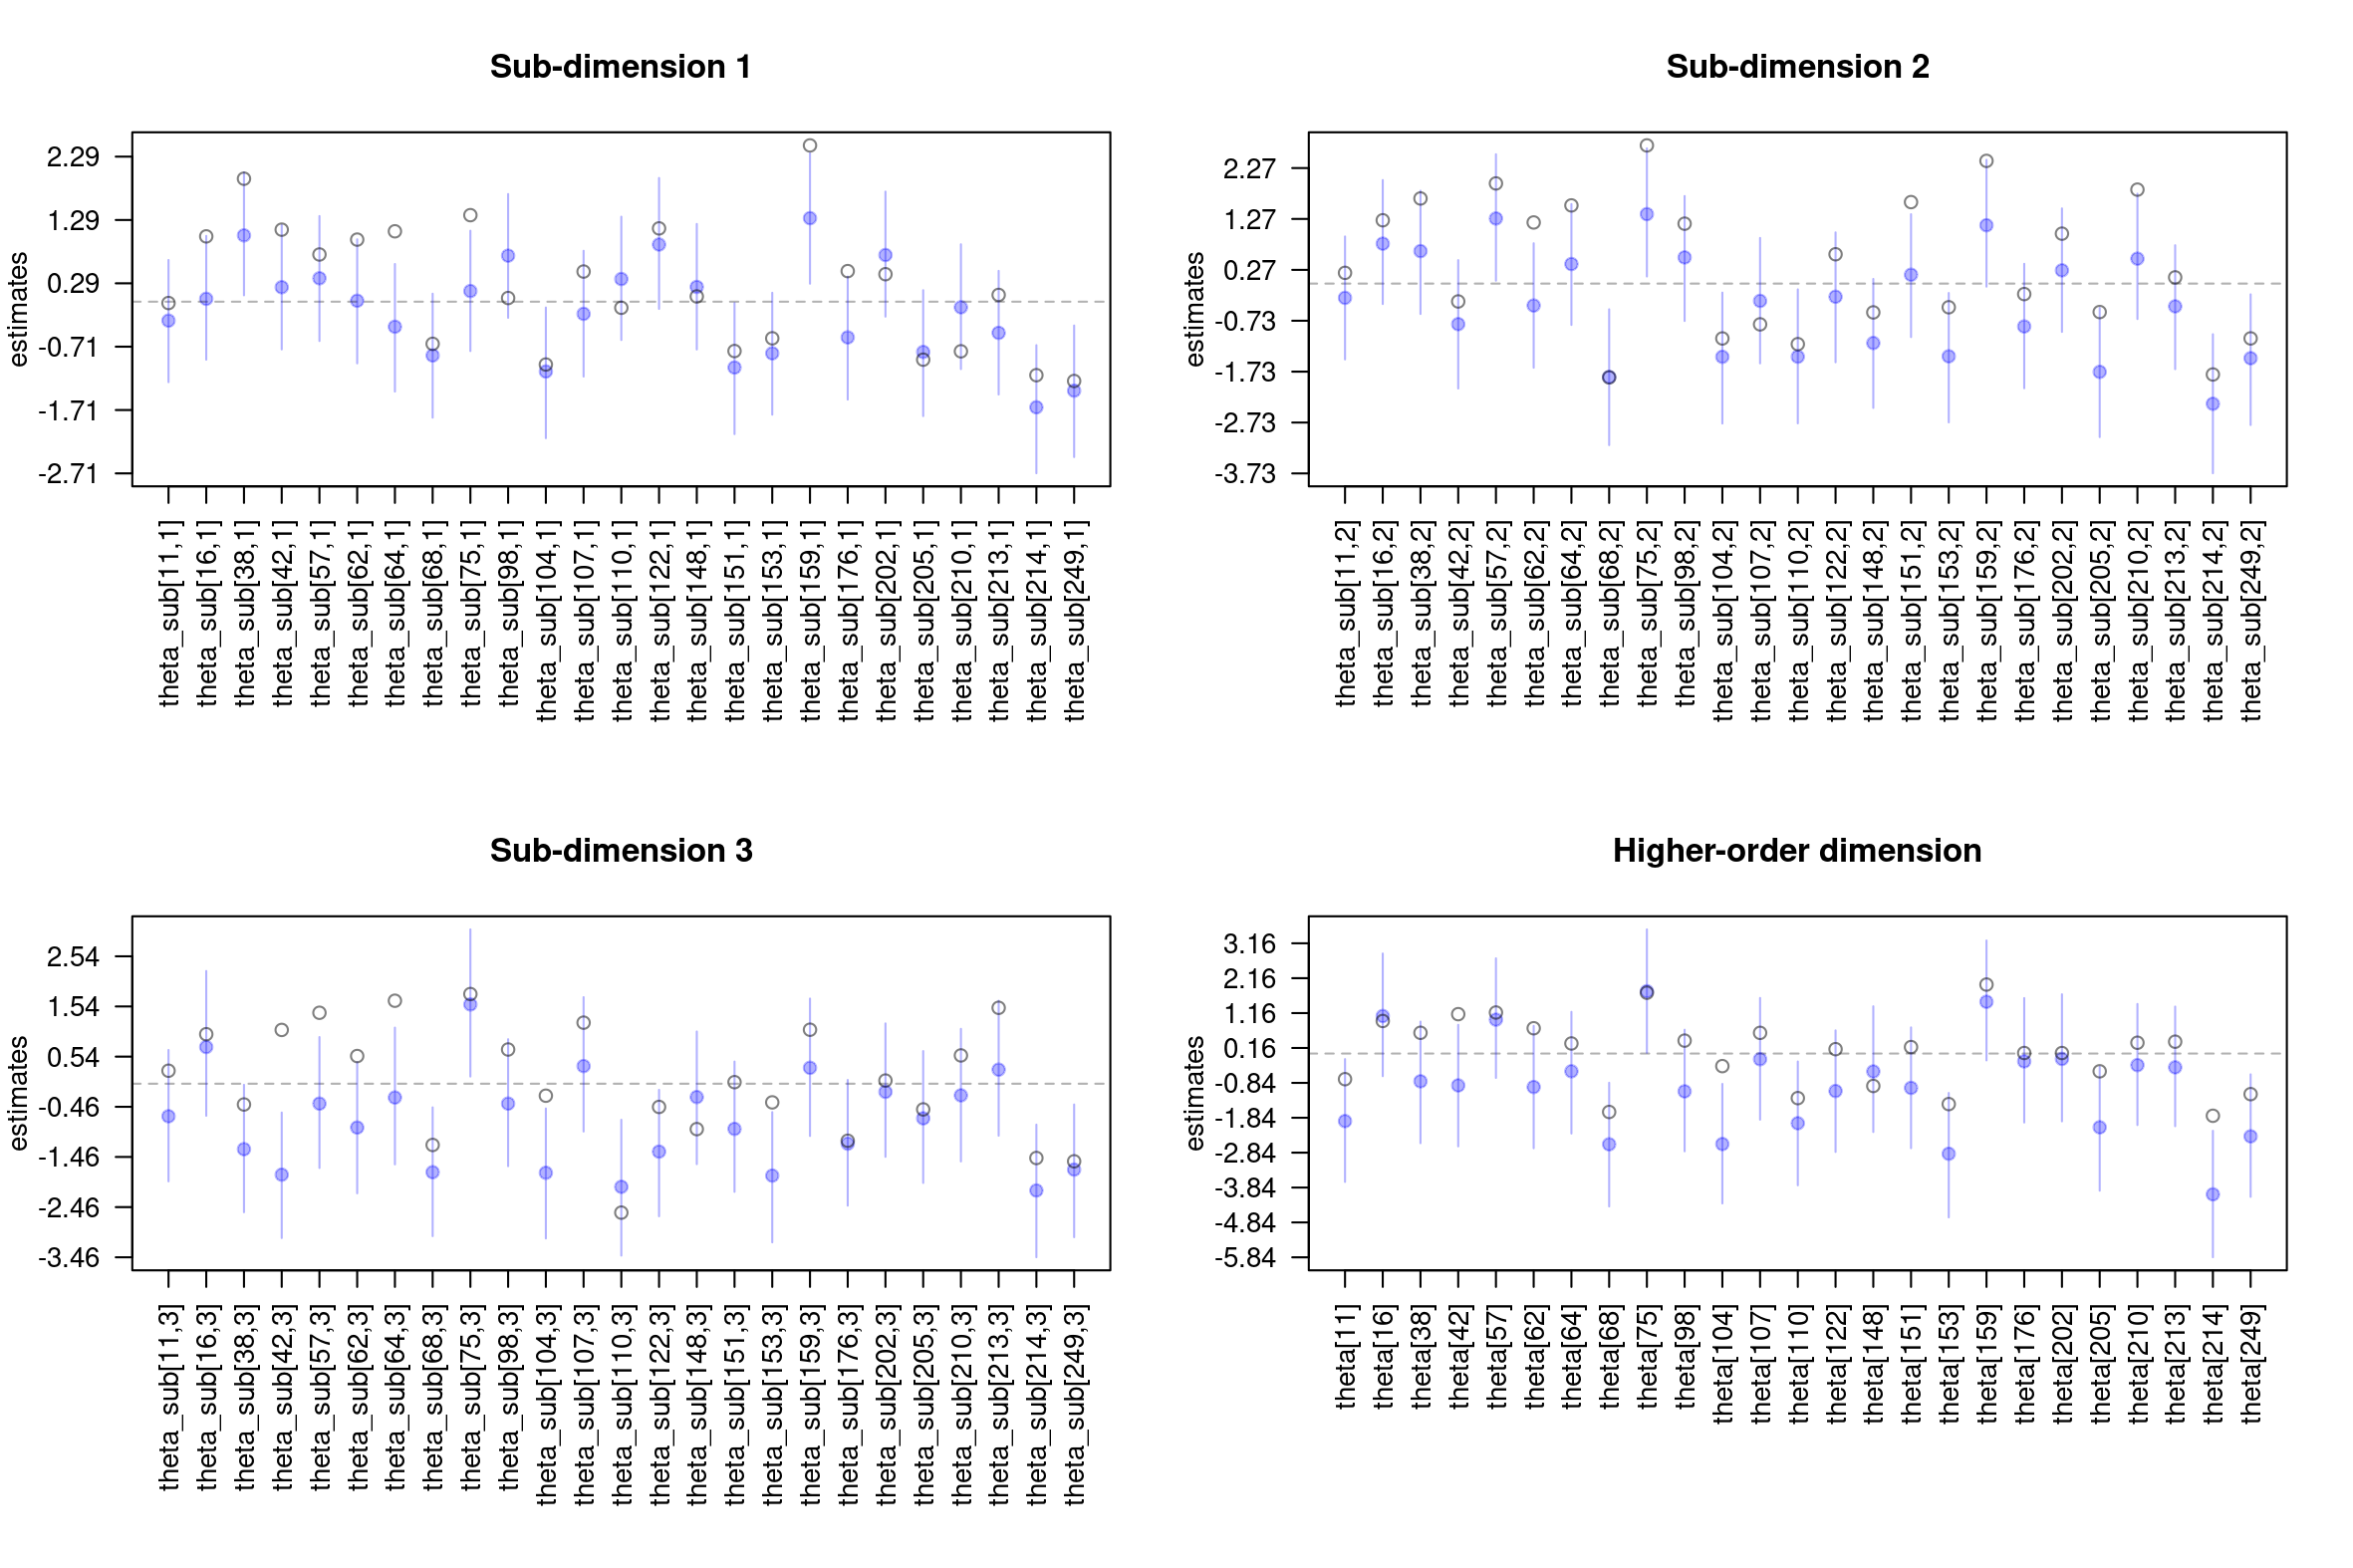 Sub-dimension 1
estimates
2.29
1.29
0.29
-0.71
-1.71
-2.71
theta_sub[11,1]
theta_sub[16,1]
theta_sub[38,1]
theta_sub[42,1]
theta_sub[57,1]
theta_sub[62,1]
theta_sub[64,1]
theta_sub[68,1]
theta_sub[75,1]
theta_sub[98,1]
theta_sub[104,1]
theta_sub[107,1]
theta_sub[110,1]
theta_sub[122,1]
theta_sub[148,1]
theta_sub[151,1]
theta_sub[153,1]
theta_sub[159,1]
theta_sub[176,1]
theta_sub[202,1]
theta_sub[205,1]
theta_sub[210,1]
theta_sub[213,1]
theta_sub[214,1]
theta_sub[249,1]
Sub-dimension 2
estimates
2.27
1.27
0.27
-0.73
-1.73
-2.73
-3.73
theta_sub[11,2]
theta_sub[16,2]
theta_sub[38,2]
theta_sub[42,2]
theta_sub[57,2]
theta_sub[62,2]
theta_sub[64,2]
theta_sub[68,2]
theta_sub[75,2]
theta_sub[98,2]
theta_sub[104,2]
theta_sub[107,2]
theta_sub[110,2]
theta_sub[122,2]
theta_sub[148,2]
theta_sub[151,2]
theta_sub[153,2]
theta_sub[159,2]
theta_sub[176,2]
theta_sub[202,2]
theta_sub[205,2]
theta_sub[210,2]
theta_sub[213,2]
theta_sub[214,2]
theta_sub[249,2]
Sub-dimension 3
estimates
2.54
1.54
0.54
-0.46
-1.46
-2.46
-3.46
theta_sub[11,3]
theta_sub[16,3]
theta_sub[38,3]
theta_sub[42,3]
theta_sub[57,3]
theta_sub[62,3]
theta_sub[64,3]
theta_sub[68,3]
theta_sub[75,3]
theta_sub[98,3]
theta_sub[104,3]
theta_sub[107,3]
theta_sub[110,3]
theta_sub[122,3]
theta_sub[148,3]
theta_sub[151,3]
theta_sub[153,3]
theta_sub[159,3]
theta_sub[176,3]
theta_sub[202,3]
theta_sub[205,3]
theta_sub[210,3]
theta_sub[213,3]
theta_sub[214,3]
theta_sub[249,3]
Higher-order dimension
estimates
3.16
2.16
1.16
0.16
-0.84
-1.84
-2.84
-3.84
-4.84
-5.84
theta[11]
theta[16]
theta[38]
theta[42]
theta[57]
theta[62]
theta[64]
theta[68]
theta[75]
theta[98]
theta[104]
theta[107]
theta[110]
theta[122]
theta[148]
theta[151]
theta[153]
theta[159]
theta[176]
theta[202]
theta[205]
theta[210]
theta[213]
theta[214]
theta[249]